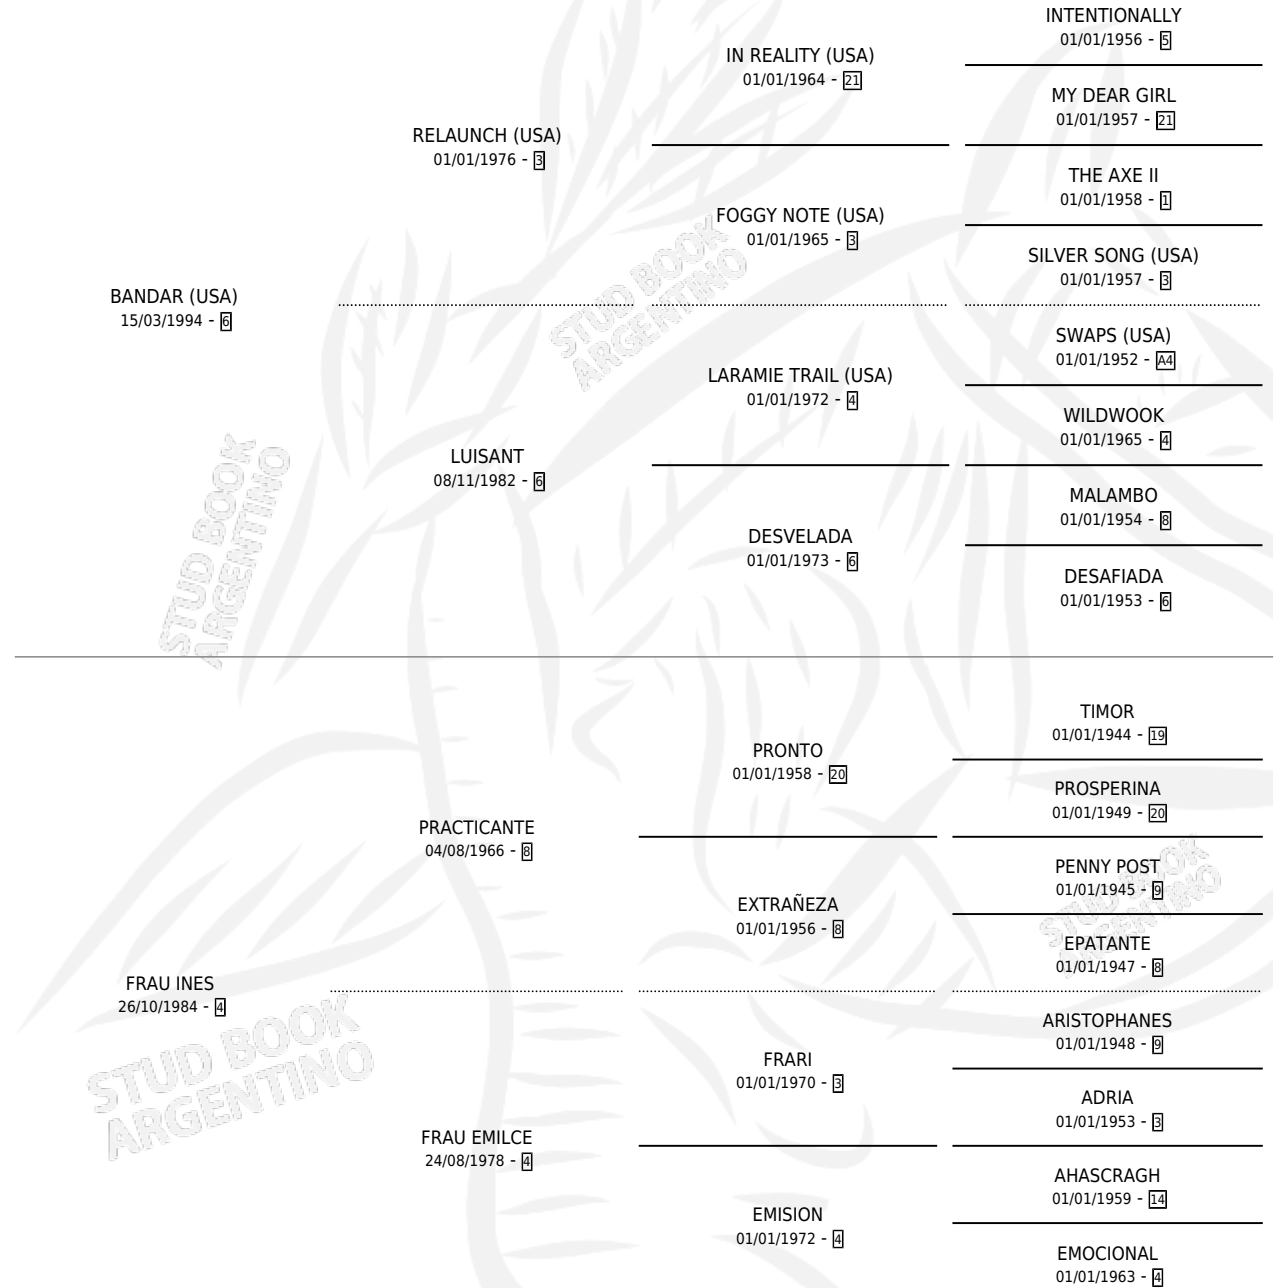 INTENTIONALLY
01/01/1956 - 5
IN REALITY (USA)
01/01/1964 - 21
MY DEAR GIRL
01/01/1957 - 21
RELAUNCH (USA)
01/01/1976 - 3
THE AXE II
01/01/1958 - 1
FOGGY NOTE (USA)
01/01/1965 - 3
SILVER SONG (USA)
01/01/1957 - 3
BANDAR (USA)
15/03/1994 - 6
STUD BOOK
ARGENTINO
SWAPS (USA)
01/01/1952 - A4
LARAMIE TRAIL (USA)
01/01/1972 - 4
WILDWOOK
01/01/1965 - 4
LUISANT
08/11/1982 - 6
MALAMBO
01/01/1954 - 8
DESVELADA
01/01/1973 - 6
DESAFIADA
01/01/1953 - 6
STUD BOOK
ARGENTINO
TIMOR
01/01/1944 - 19
PRONTO
01/01/1958 - 20
PROSPERINA
01/01/1949 - 20
PRACTICANTE
04/08/1966 - 8
PENNY POST
01/01/1945 - 9
EXTRAÑEZA
01/01/1956 - 8
STUD BOOK
ARGENTINO
EPATANTE
01/01/1947 - 8
FRAU INES
26/10/1984 - 4
STUD BOOK
ARGENTINO
ARISTOPHANES
01/01/1948 - 9
FRARI
01/01/1970 - 3
ADRIA
01/01/1953 - 3
FRAU EMILCE
24/08/1978 - 4
AHASCRAGH
01/01/1959 - 14
EMISION
01/01/1972 - 4
EMOCIONAL
01/01/1963 - 4